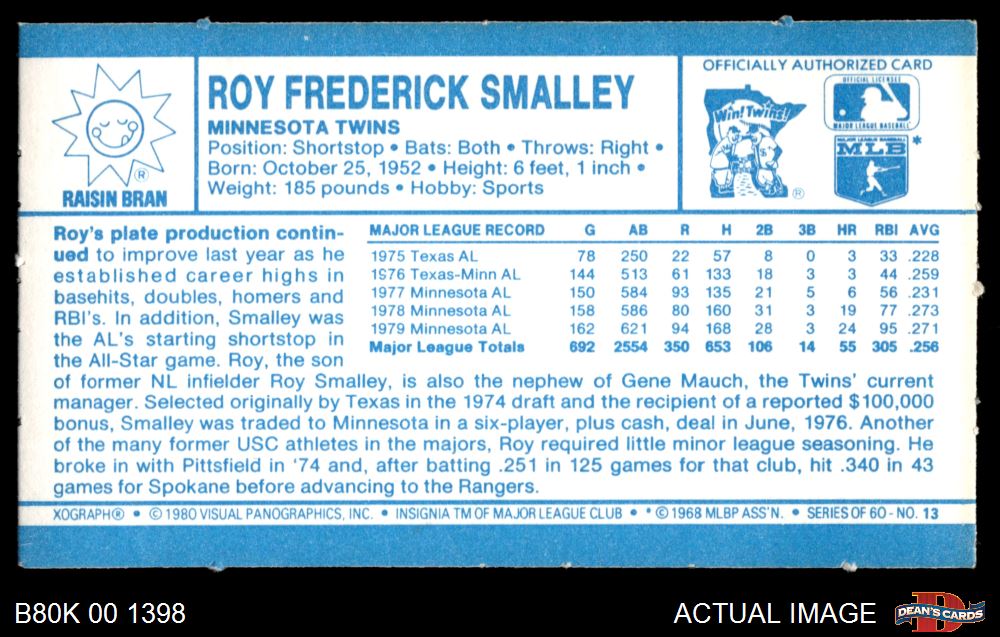 RAISIN BRAN
®
ROY FREDERICK SMALLEY
MINNESOTA TWINS
Position: Shortstop • Bats: Both • Throws: Right •
Born: October 25, 1952 • Height: 6 feet, 1 inch •
Weight: 185 pounds • Hobby: Sports
OFFICIALLY AUTHORIZED CARD
Win! Twins!
®
OFFICIAL LICENSEE
MAJOR LEAGUE BASEBALL
MAJOR LEAGUE BASEBALL
MLB *
Roy's plate production contin-
ued to improve last year as he
established career highs in
basehits, doubles, homers and
RBI's. In addition, Smalley was
the AL's starting shortstop in
the All-Star game. Roy, the son
MAJOR LEAGUE RECORD G AB R H 2B 3B HR RBI AVG
1975 Texas AL 78 250 22 57 8 0 3 33 .228
1976 Texas-Minn AL 144 513 61 133 18 3 3 44 .259
1977 Minnesota AL 150 584 93 135 21 5 6 56 .231
1978 Minnesota AL 158 586 80 160 31 3 19 77 .273
1979 Minnesota AL 162 621 94 168 28 3 24 95 .271
Major League Totals 692 2554 350 653 106 14 55 305 .256
of former NL infielder Roy Smalley, is also the nephew of Gene Mauch, the Twins' current
manager. Selected originally by Texas in the 1974 draft and the recipient of a reported $100,000
bonus, Smalley was traded to Minnesota in a six-player, plus cash, deal in June, 1976. Another
of the many former USC athletes in the majors, Roy required little minor league seasoning. He
broke in with Pittsfield in '74 and, after batting .251 in 125 games for that club, hit .340 in 43
games for Spokane before advancing to the Rangers.
XOGRAPH® • © 1980 VISUAL PANOGRAPHICS, INC. • INSIGNIA TM OF MAJOR LEAGUE CLUB • * © 1968 MLBP ASS'N. • SERIES OF 60 - NO. 13
B80K 00 1398
ACTUAL IMAGE
DEAN'S CARDS